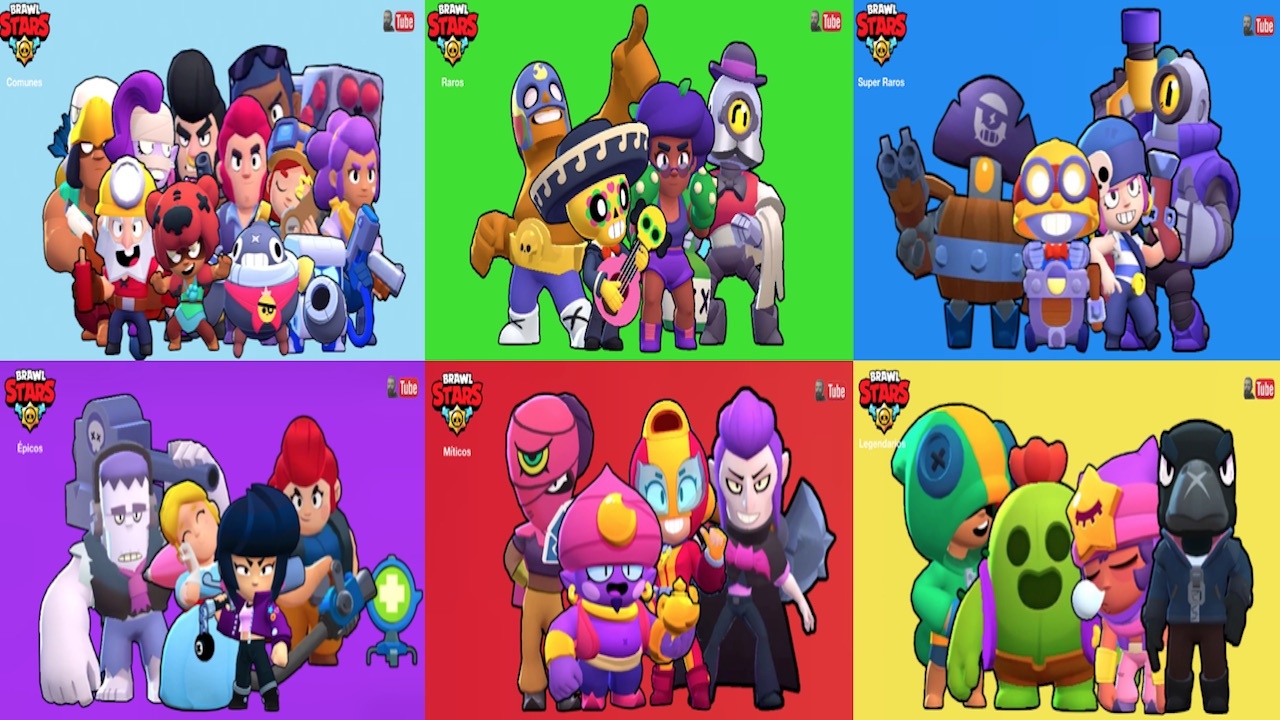 BRAWL
STARS
Tube
Comunes
BRAWL
STARS
Tube
Raros
BRAWL
STARS
Tube
Super Raros
BRAWL
STARS
Tube
Épicos
BRAWL
STARS
Tube
Míticos
BRAWL
STARS
Tube
Legendarios